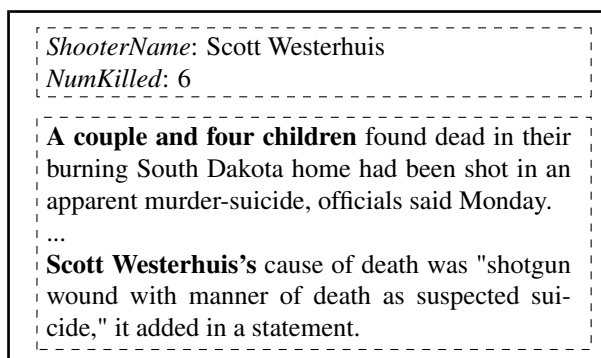 ShooterName: Scott Westerhuis
NumKilled: 6
A couple and four children found dead in their
burning South Dakota home had been shot in an
apparent murder-suicide, officials said Monday.
...
Scott Westerhuis's cause of death was "shotgun
wound with manner of death as suspected sui-
cide," it added in a statement.